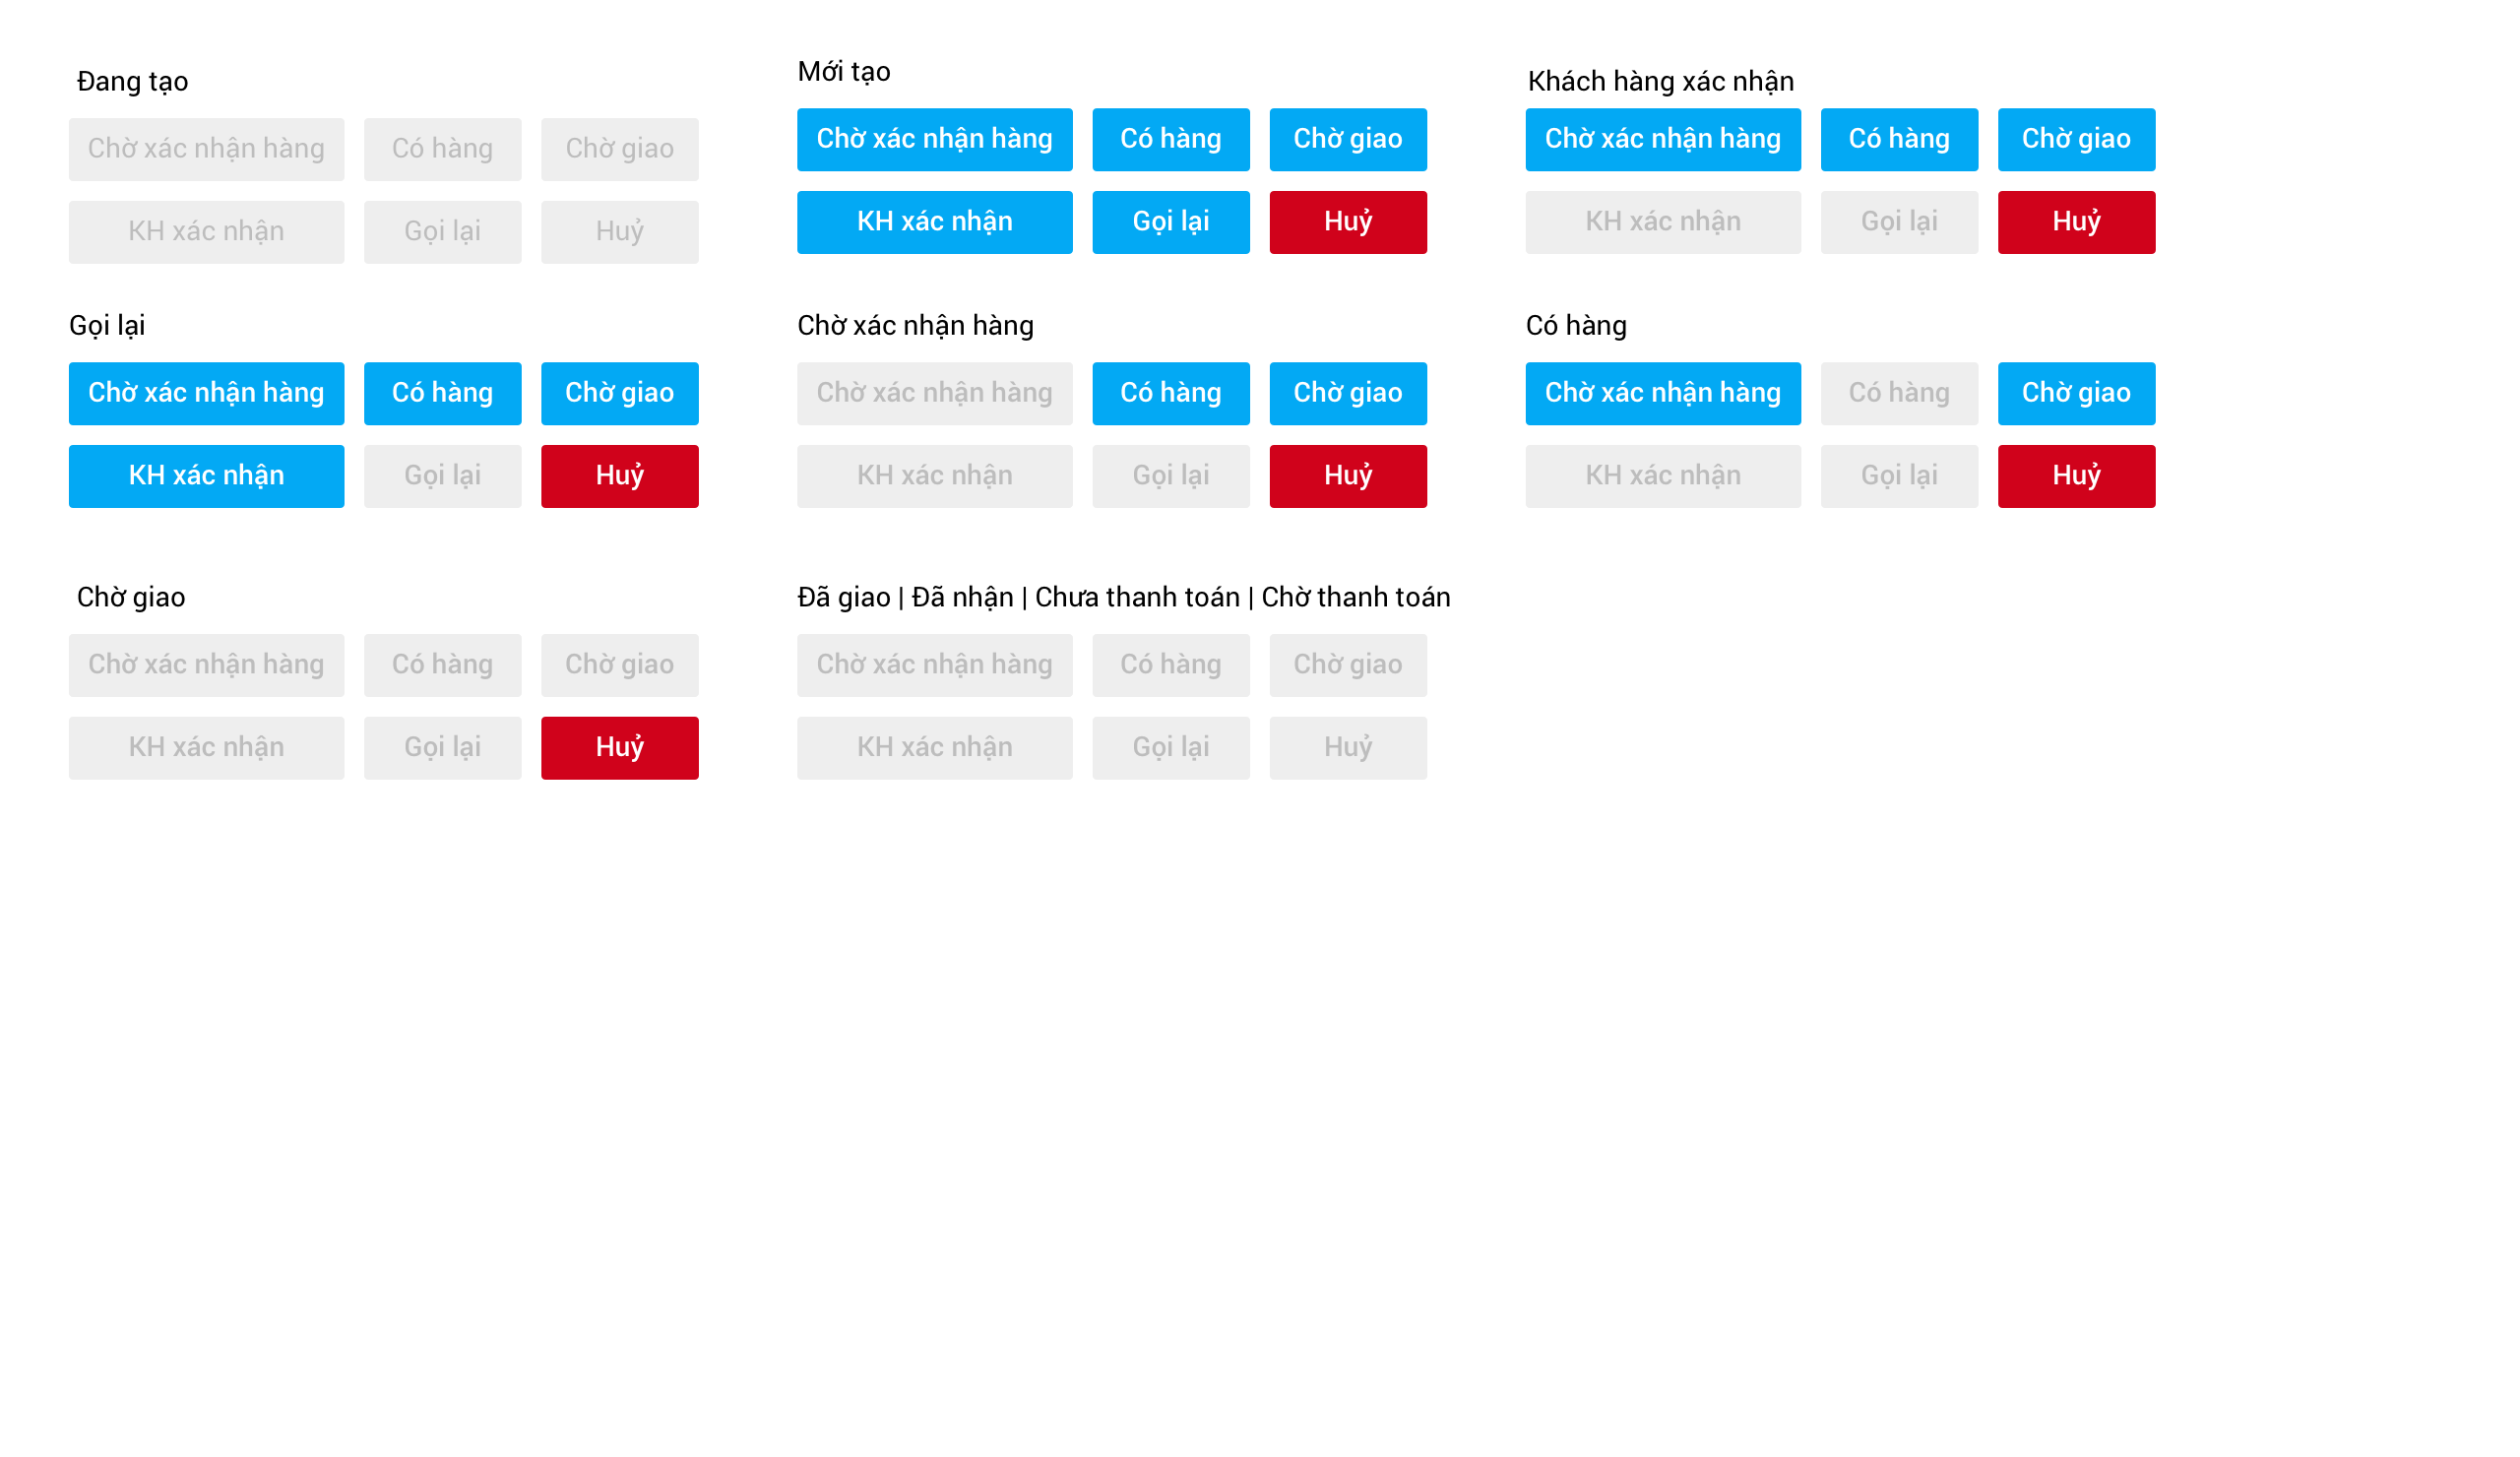 Đang tạo
Chờ xác nhận hàng Có hàng Chờ giao
KH xác nhận Gọi lại Huỷ
Mới tạo
Chờ xác nhận hàng Có hàng Chờ giao
KH xác nhận Gọi lại Huỷ
Khách hàng xác nhận
Chờ xác nhận hàng Có hàng Chờ giao
KH xác nhận Gọi lại Huỷ
Gọi lại
Chờ xác nhận hàng Có hàng Chờ giao
KH xác nhận Gọi lại Huỷ
Chờ xác nhận hàng
Chờ xác nhận hàng Có hàng Chờ giao
KH xác nhận Gọi lại Huỷ
Có hàng
Chờ xác nhận hàng Có hàng Chờ giao
KH xác nhận Gọi lại Huỷ
Chờ giao
Chờ xác nhận hàng Có hàng Chờ giao
KH xác nhận Gọi lại Huỷ
Đã giao | Đã nhận | Chưa thanh toán | Chờ thanh toán
Chờ xác nhận hàng Có hàng Chờ giao
KH xác nhận Gọi lại Huỷ